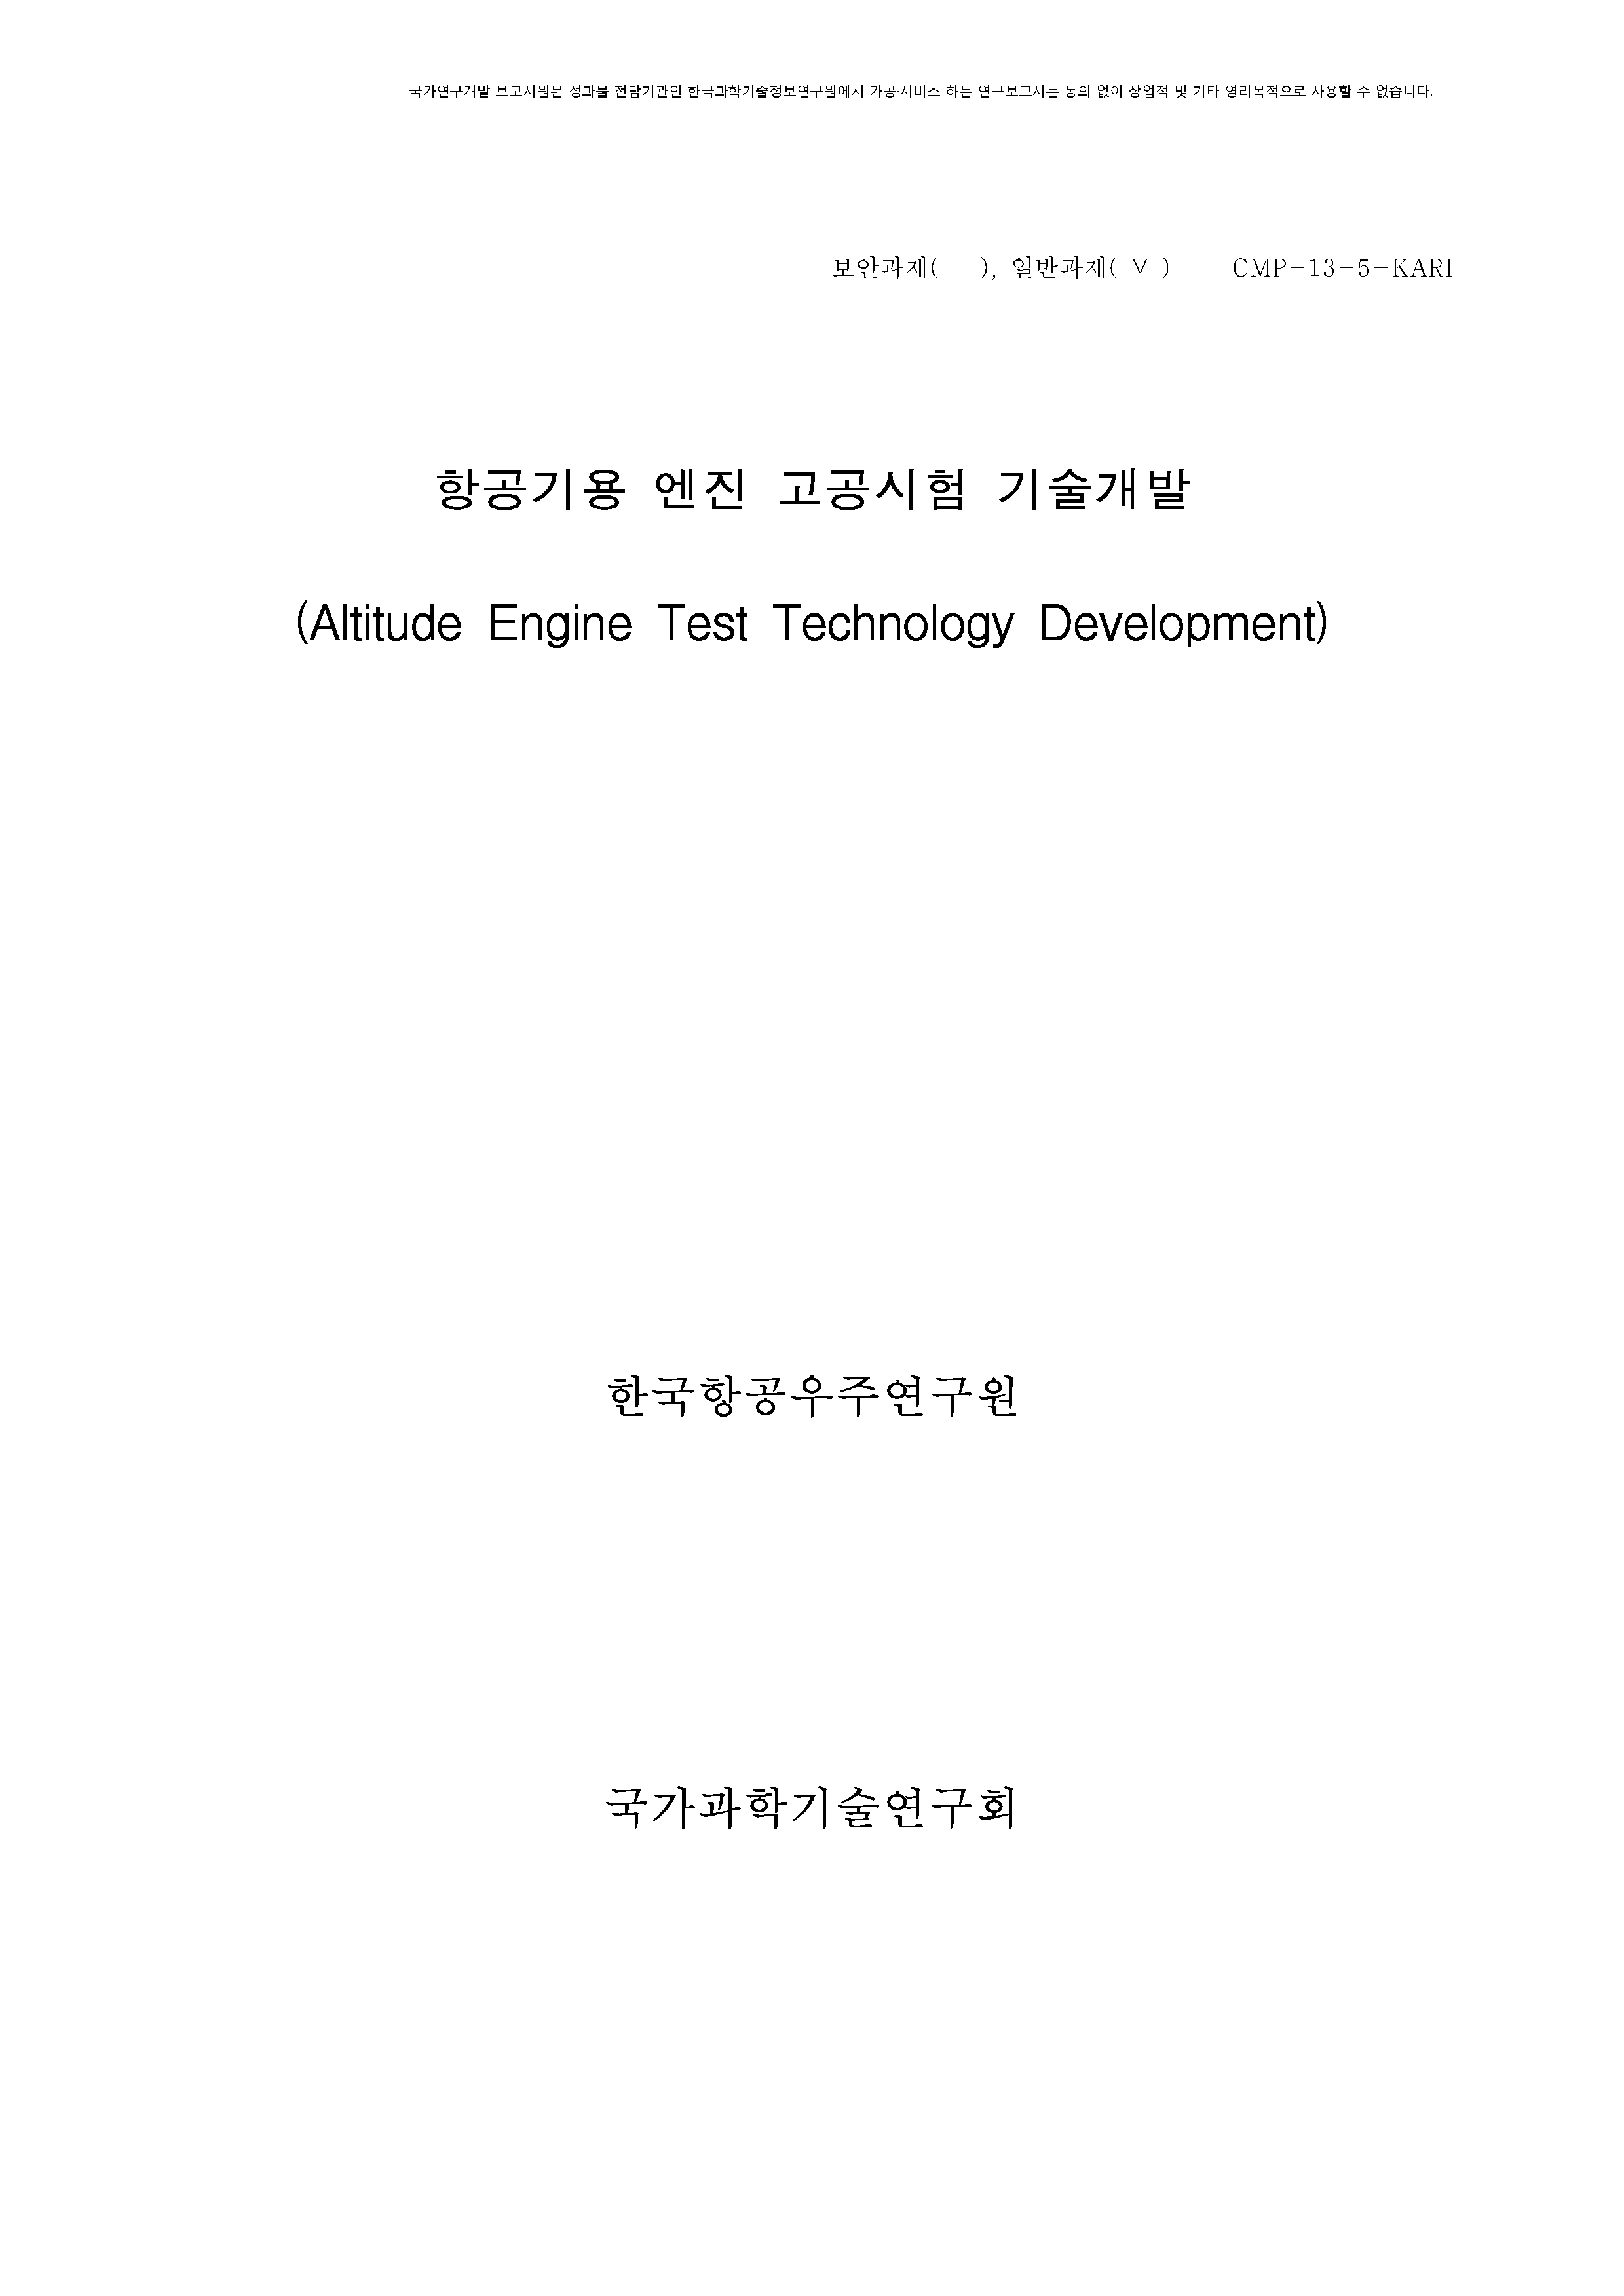 국가연구개발 보고서원문 성과물 전담기관인 한국과학기술정보연구원에서 가공·서비스 하는 연구보고서는 동의 없이 상업적 및 기타 영리목적으로 사용할 수 없습니다.
보안과제( ), 일반과제( ∨ ) CMP-13-5-KARI
항공기용 엔진 고공시험 기술개발
(Altitude Engine Test Technology Development)
한국항공우주연구원
국가과학기술연구회